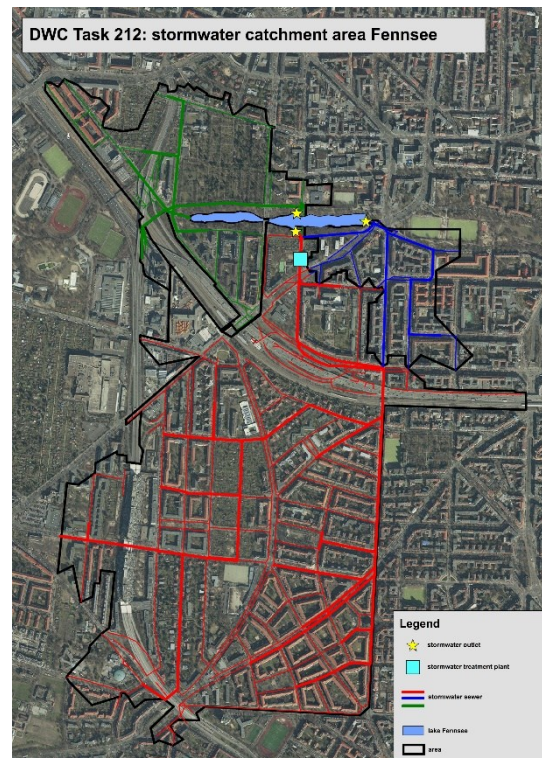 DWC Task 212: stormwater catchment area Fennsee
Legend
stormwater outlet
stormwater treatment plant
stormwater sewer
lake Fennsee
area